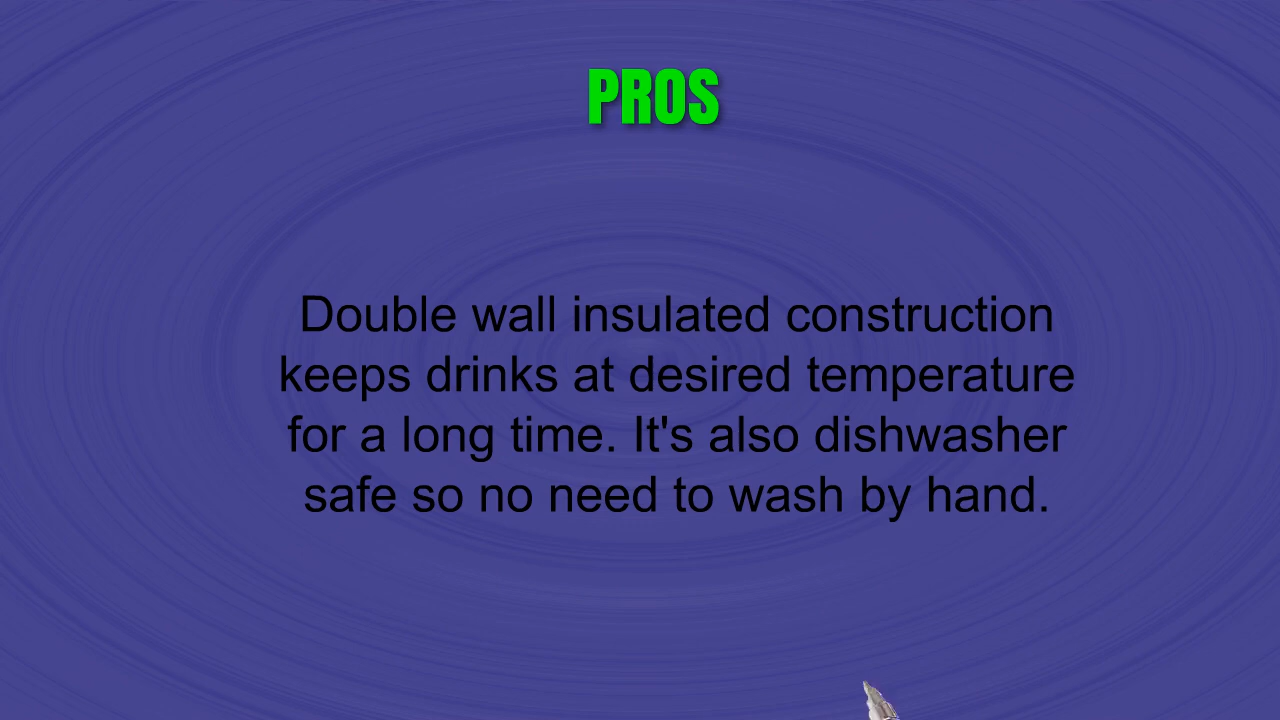 PROS
Double wall insulated construction
keeps drinks at desired temperature
for a long time. It's also dishwasher
safe so no need to wash by hand.